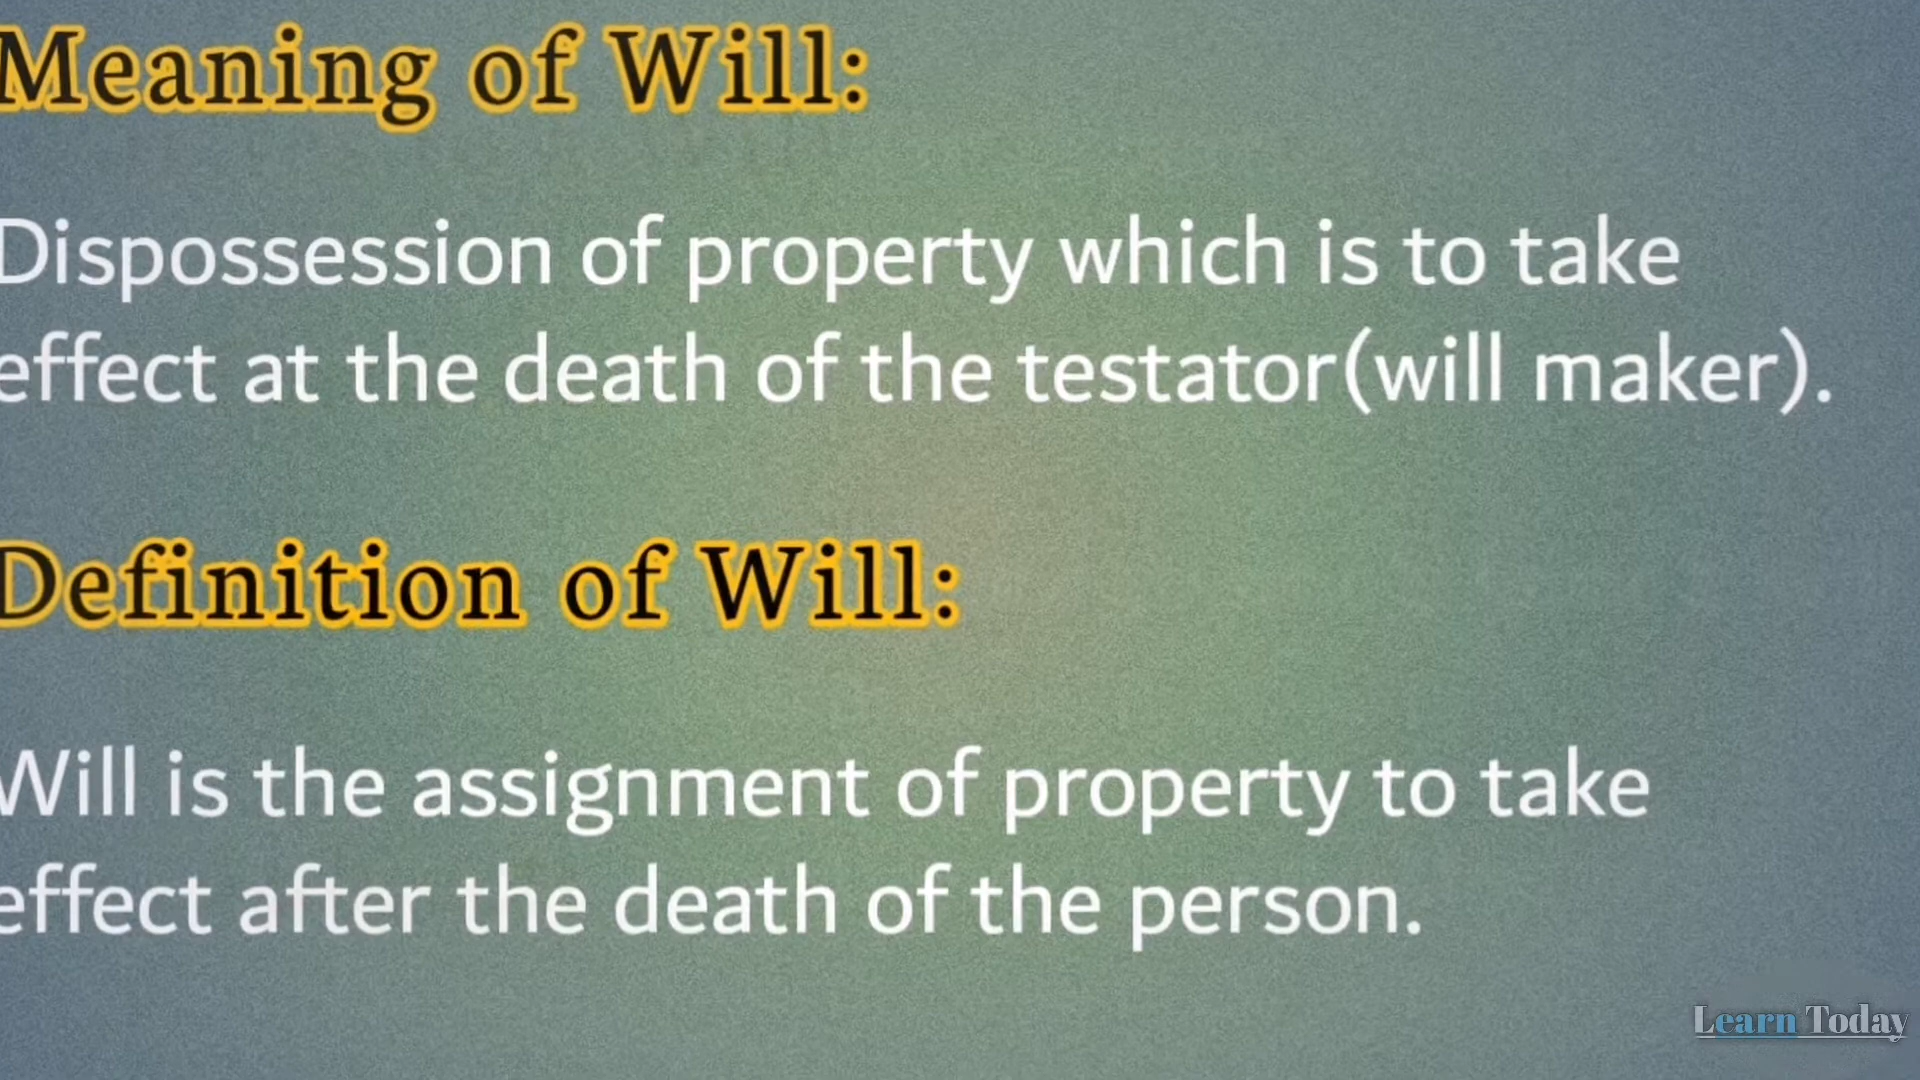 Meaning of Will:
Dispossession of property which is to take
effect at the death of the testator(will maker).
Definition of Will:
Will is the assignment of property to take
effect after the death of the person.
Learn Today